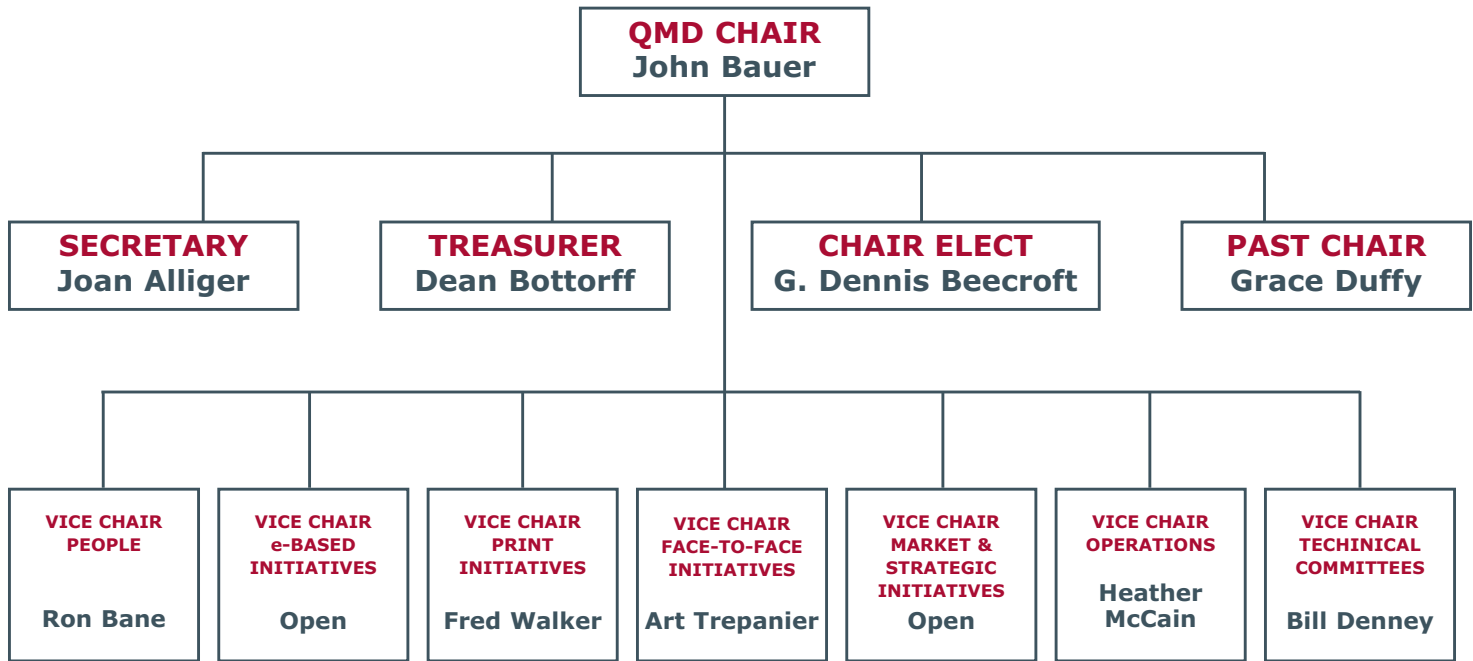 QMD CHAIR
John Bauer
SECRETARY
Joan Alliger
TREASURER
Dean Bottorff
CHAIR ELECT
G. Dennis Beecroft
PAST CHAIR
Grace Duffy
VICE CHAIR
PEOPLE
Ron Bane
VICE CHAIR
e-BASED
INITIATIVES
Open
VICE CHAIR
PRINT
INITIATIVES
Fred Walker
VICE CHAIR
FACE-TO-FACE
INITIATIVES
Art Trepanier
VICE CHAIR
MARKET &
STRATEGIC
INITIATIVES
Open
VICE CHAIR
OPERATIONS
Heather
McCain
VICE CHAIR
TECHINICAL
COMMITTEES
Bill Denney